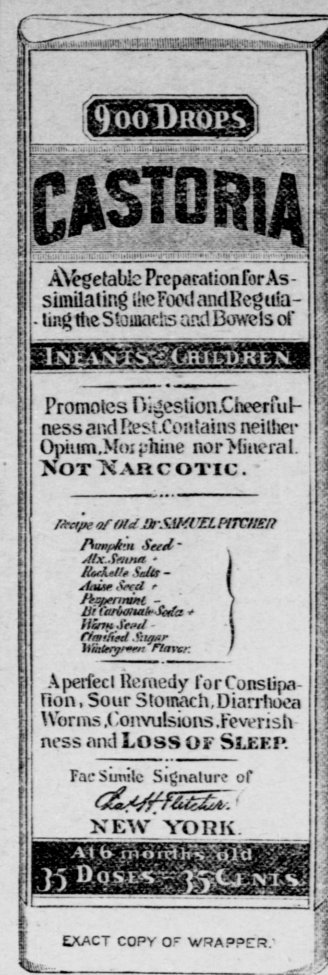 900 DROPS
CASTORIA
A Vegetable Preparation for As-
similating the Food and Regula-
ting the Stomachs and Bowels of
INFANTS & CHILDREN
Promotes Digestion. Cheerful-
ness and Rest. Contains neither
Opium, Morphine nor Mineral.
NOT NARCOTIC.
Recipe of Old Dr SAMUEL PITCHER
Pumpkin Seed -
Alx. Senna +
Rochelle Salts -
Anise Seed +
Peppermint -
Bi Carbonate Soda +
Worm Seed -
Clarified Sugar
Wintergreen Flavor.
A perfect Remedy for Constipa-
tion, Sour Stomach, Diarrhoea
Worms, Convulsions. Feverish
ness and LOSS OF SLEEP.
Fac Simile Signature of
Chas. H. Fletcher.
NEW YORK.
At 6 months old
35 DOSES - 35 CENTS
EXACT COPY OF WRAPPER.